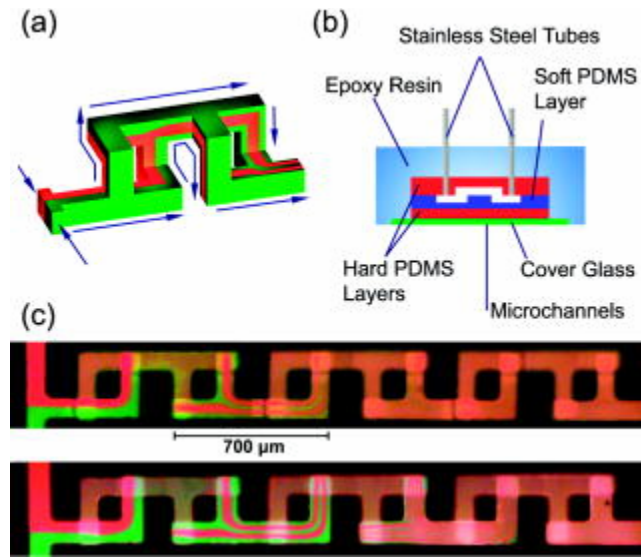 (a)
(b)
Stainless Steel Tubes
Epoxy Resin
Soft PDMS
Layer
Hard PDMS
Layers
Cover Glass
Microchannels
(c)
700 µm